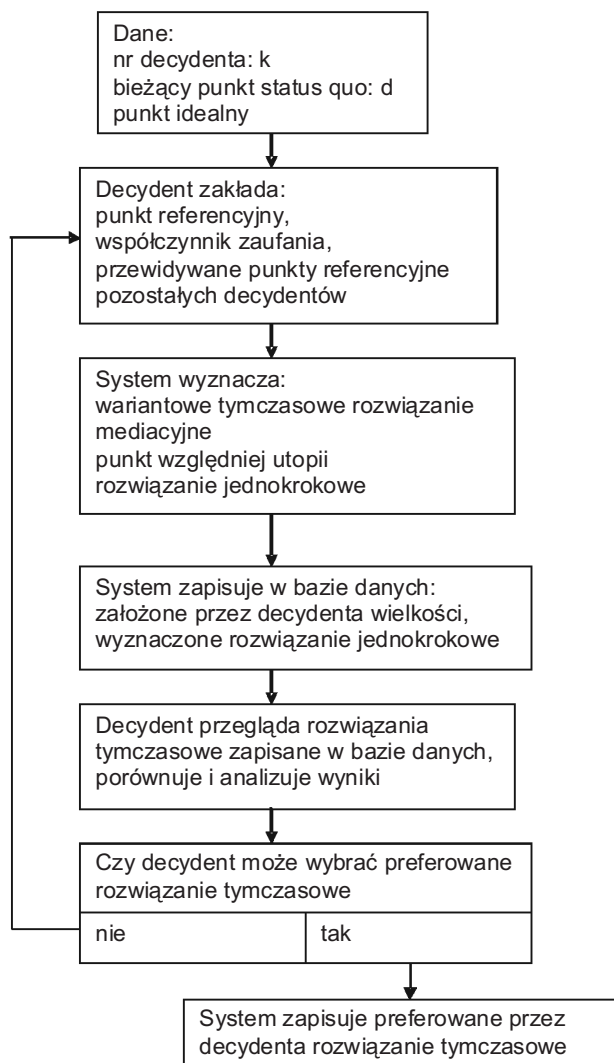 Dane:
nr decydenta: k
bieżący punkt status quo: d
punkt idealny
Decydent zakłada:
punkt referencyjny,
współczynnik zaufania,
przewidywane punkty referencyjne
pozostałych decydentów
System wyznacza:
wariantowe tymczasowe rozwiązanie
mediacyjne
punkt względniej utopii
rozwiązanie jednokrokowe
System zapisuje w bazie danych:
założone przez decydenta wielkości,
wyznaczone rozwiązanie jednokrokowe
Decydent przegląda rozwiązania
tymczasowe zapisane w bazie danych,
porównuje i analizuje wyniki
Czy decydent może wybrać preferowane
rozwiązanie tymczasowe
nie
tak
System zapisuje preferowane przez
decydenta rozwiązanie tymczasowe